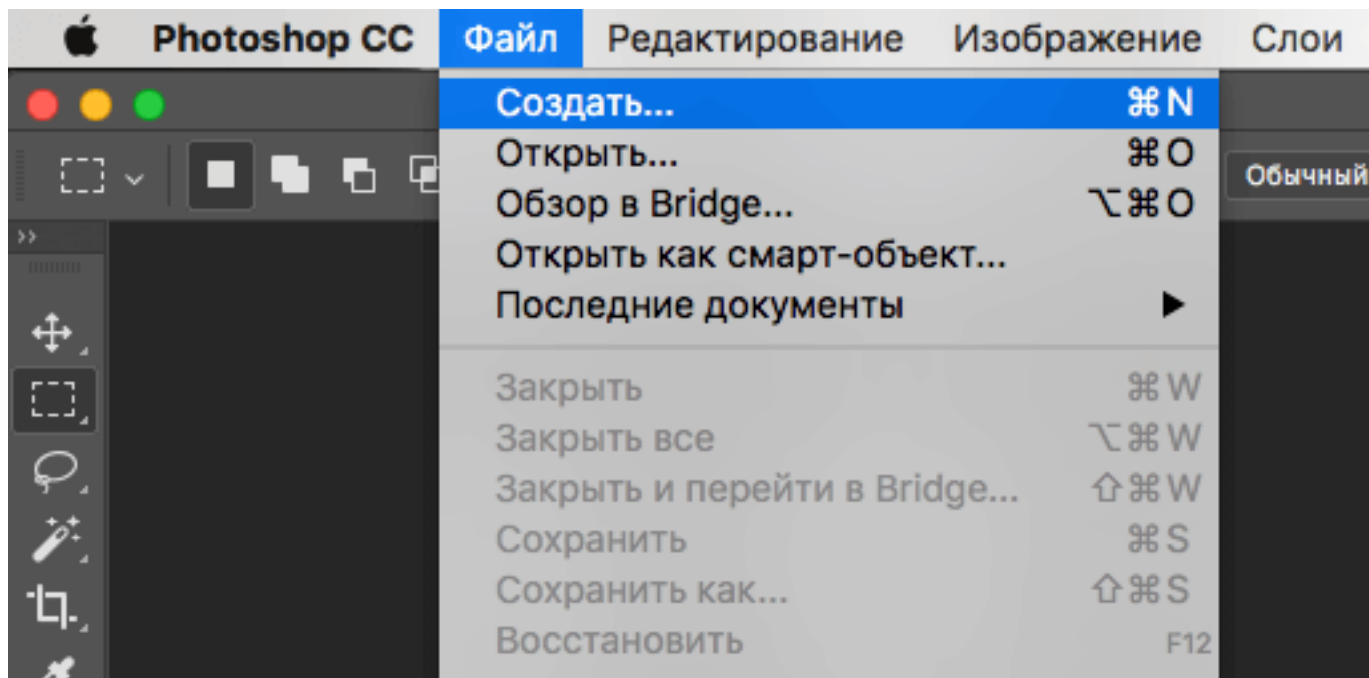 Photoshop CC Файл Редактирование Изображение Слои
Создать... ⌘N
Открыть... ⌘O
Обычный
Обзор в Bridge... ⌥⌘O
Открыть как смарт-объект...
Последние документы
Закрыть ⌘W
Закрыть все ⌥⌘W
Закрыть и перейти в Bridge... ⇧⌘W
Сохранить ⌘S
Сохранить как... ⇧⌘S
Восстановить F12